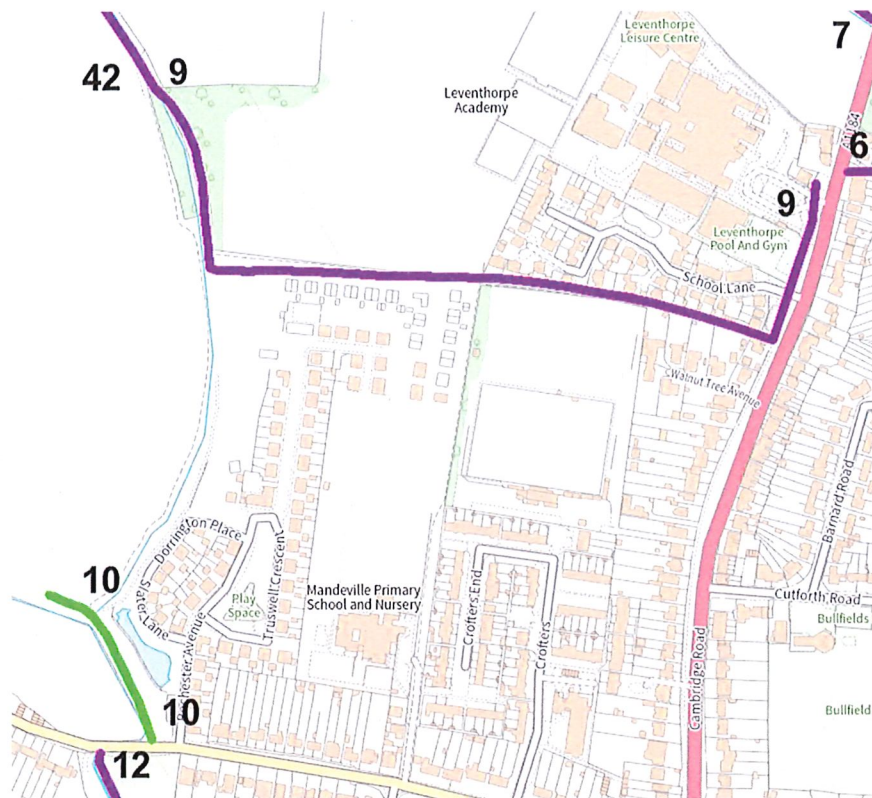 Leventhorpe
Leisure Centre
7
42
9
Leventhorpe
Academy
A1184
6
9
Leventhorpe
Pool And Gym
School Lane
Walnut Tree Avenue
Barnard Road
Dorrington Place
10
Slater Lane
Play
Space
Truswell Crescent
Mandeville Primary
School and Nursery
Crofters End
Crofters
Cutforth Road
Bullfields
Cambridge Road
10
Bullfield
12